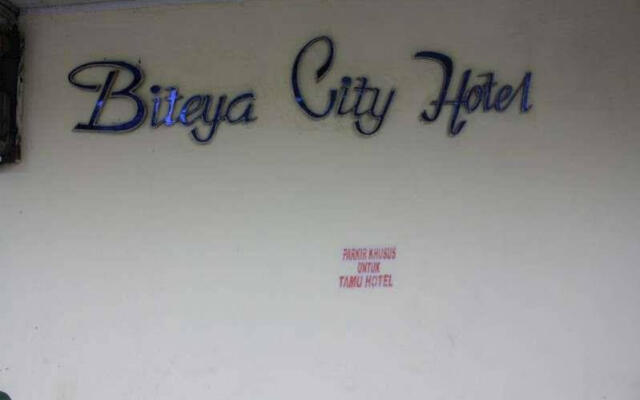 Biteya City Hotel
PARKIR KHUSUS
UNTUK
TAMU HOTEL